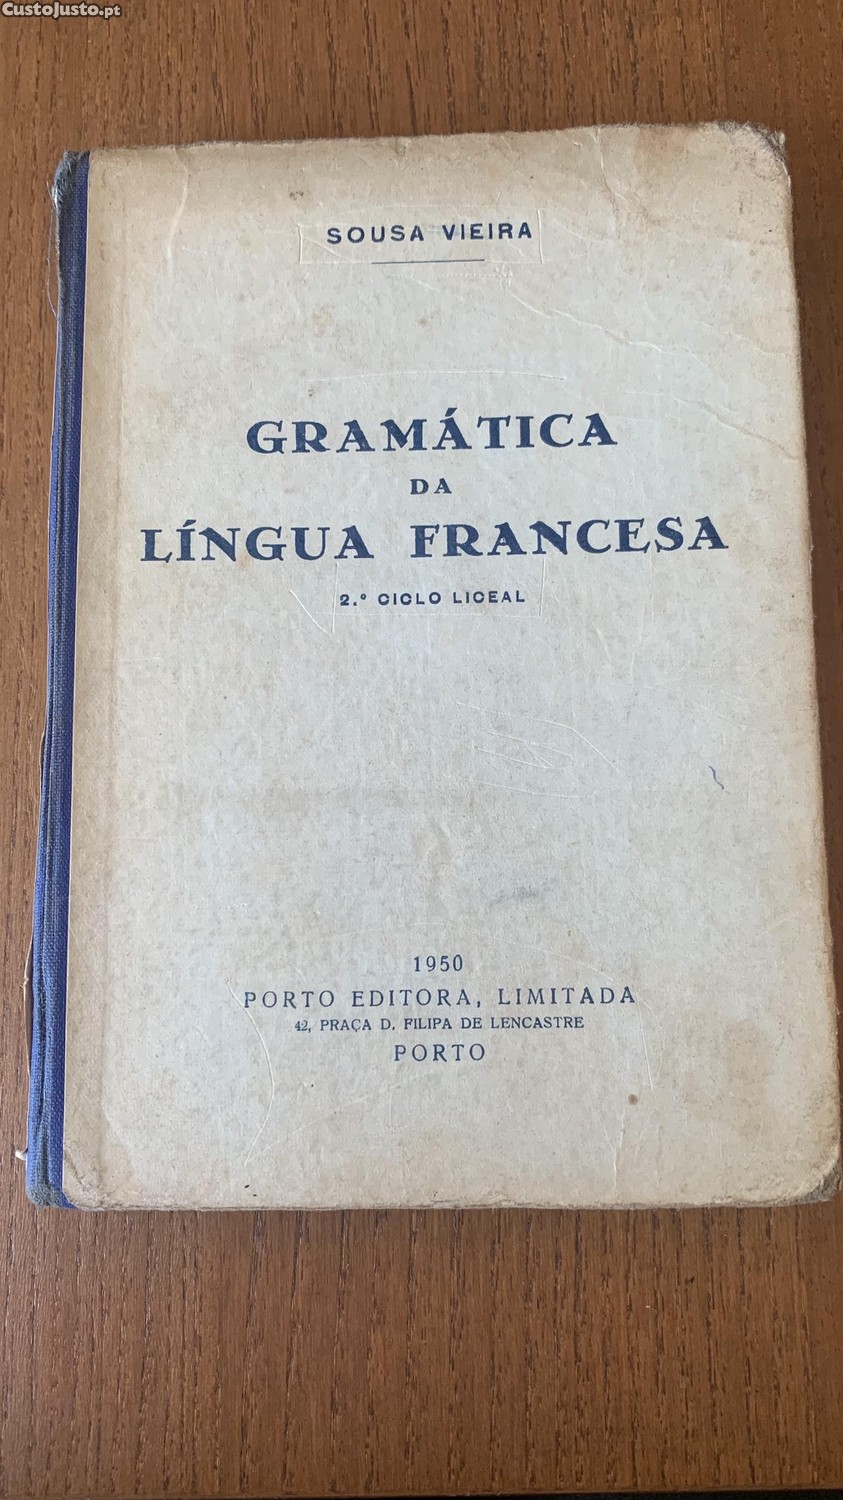 CustoJusto.pt
SOUSA VIEIRA
GRAMÁTICA
DA
LÍNGUA FRANCESA
2.º CICLO LICEAL
1950
PORTO EDITORA, LIMITADA
42, PRAÇA D. FILIPA DE LENCASTRE
PORTO